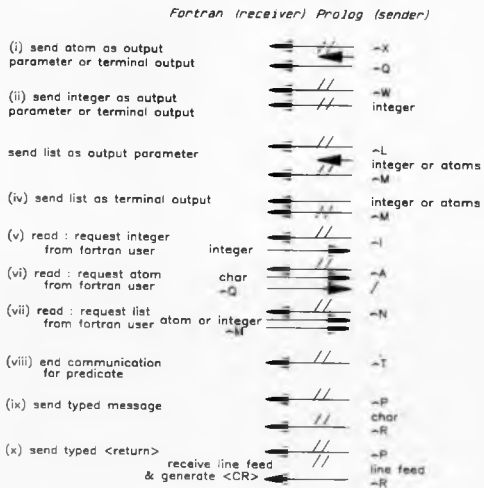 Fortran (receiver) Prolog (sender)
(i) send atom as output ~X
parameter or terminal output ~Q
(ii) send integer as output ~W
parameter or terminal output integer
send list as output parameter ~L
integer or atoms
~M
(iv) send list as terminal output integer or atoms
~M
(v) read : request integer ~I
from fortran user integer
(vi) read : request atom char ~A
from fortran user ~Q /
(vii) read : request list ~N
from fortran user atom or integer
~M
(viii) end communication ~T
for predicate
(ix) send typed message ~P
char
~R
(x) send typed <return> ~P
receive line feed line feed
& generate <CR> ~R